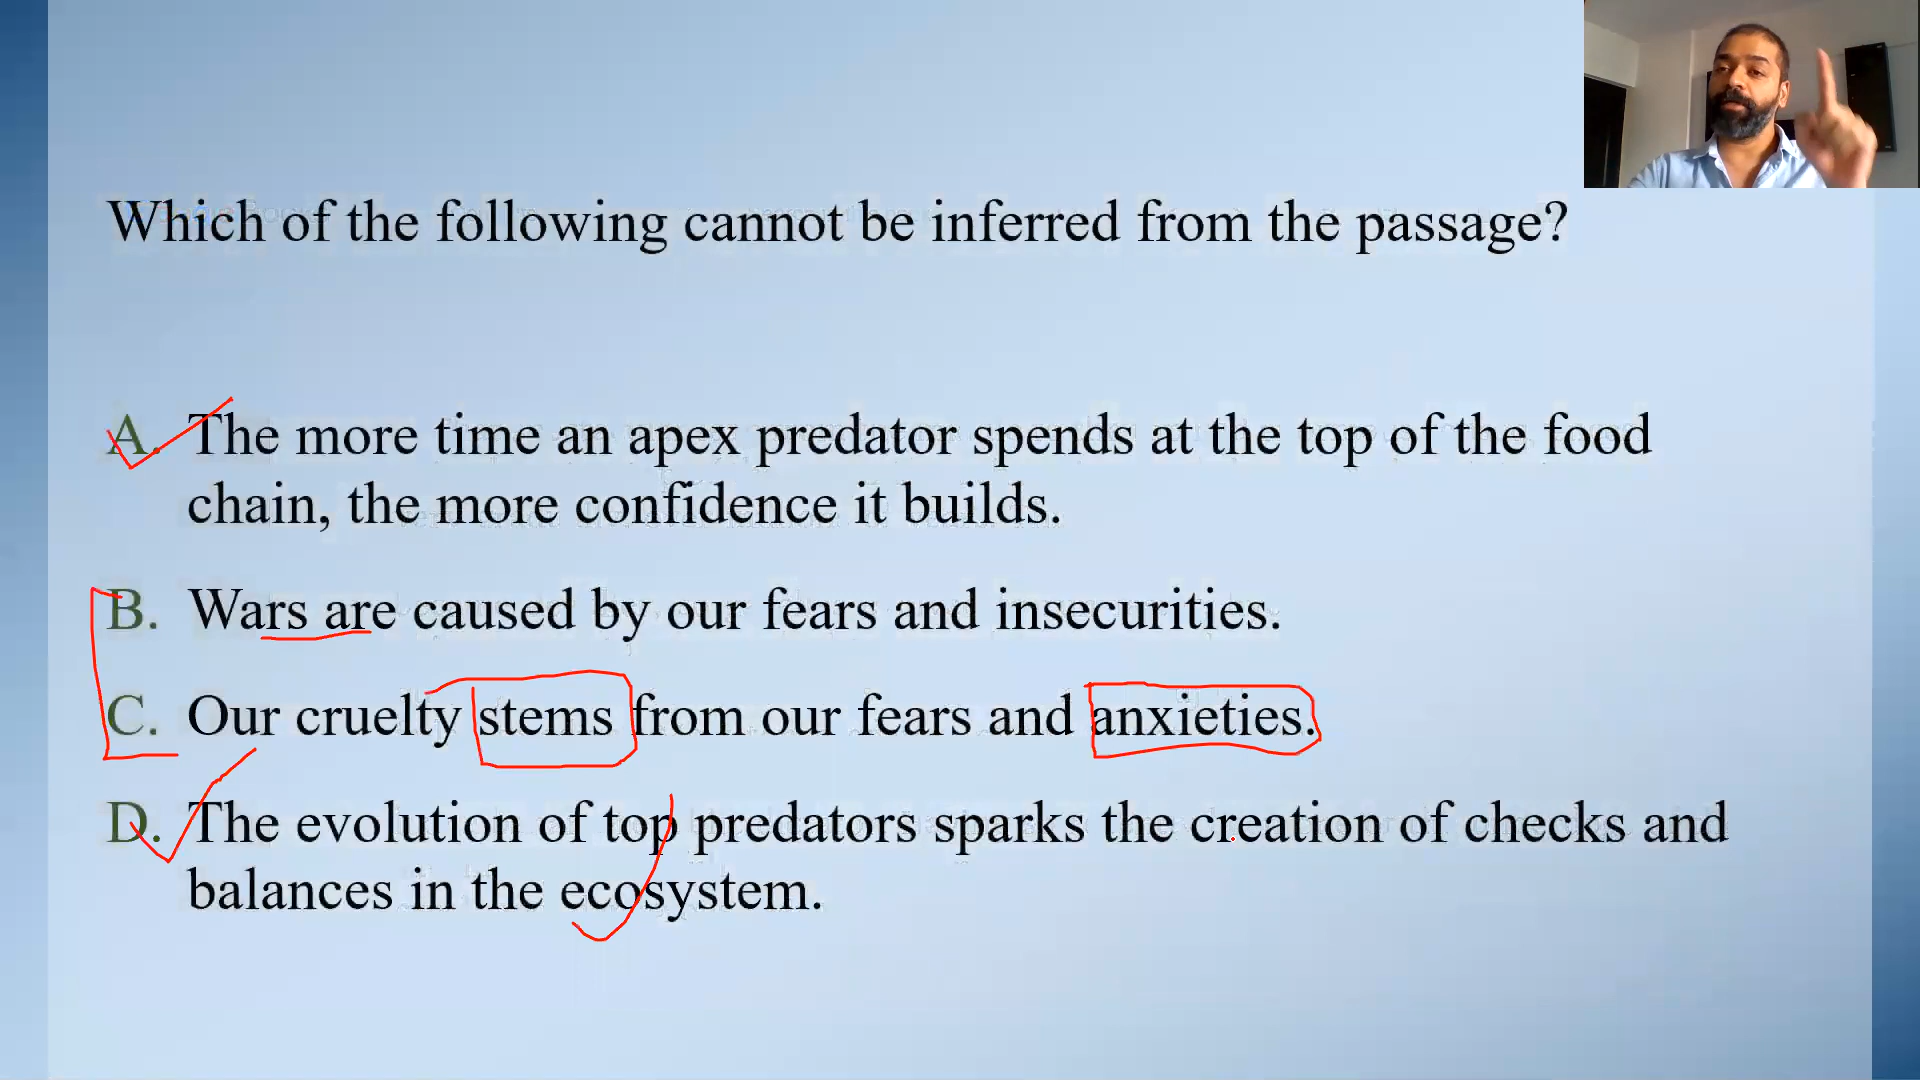 Which of the following cannot be inferred from the passage?
A. The more time an apex predator spends at the top of the food
chain, the more confidence it builds.
B. Wars are caused by our fears and insecurities.
C. Our cruelty stems from our fears and anxieties.
D. The evolution of top predators sparks the creation of checks and
balances in the ecosystem.